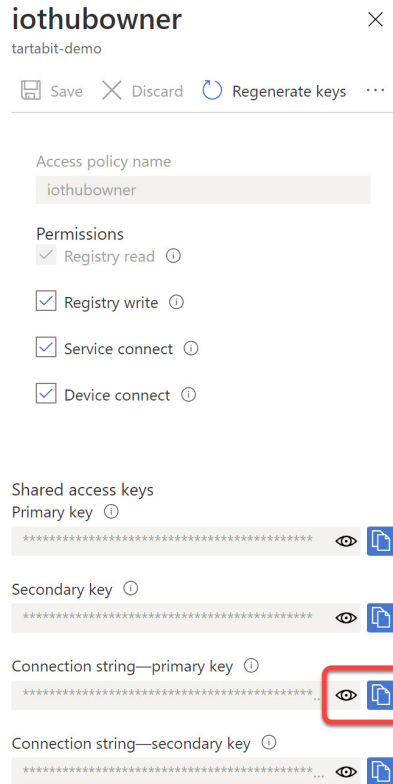 iothubowner
tartabit-demo
Save Discard Regenerate keys ...
Access policy name
iothubowner
Permissions
Registry read
Registry write
Service connect
Device connect
Shared access keys
Primary key
********************************************
Secondary key
********************************************
Connection string—primary key
********************************************...
Connection string—secondary key
********************************************...